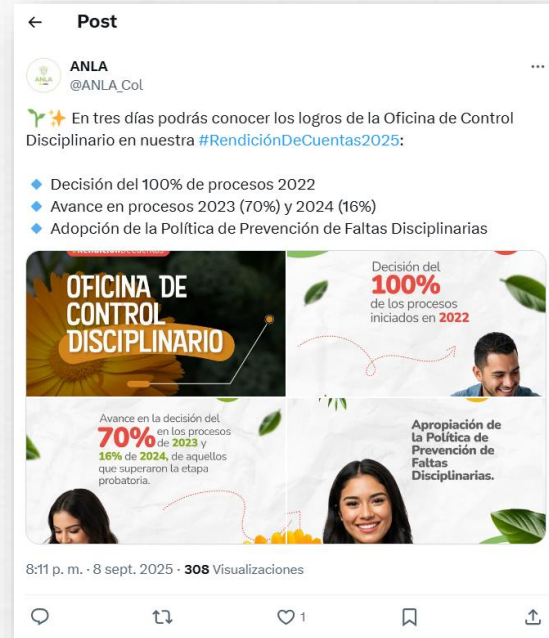 Post
ANLA
ANLA
@ANLA_Col
En tres días podrás conocer los logros de la Oficina de Control
Disciplinario en nuestra #RendiciónDeCuentas2025:
Decisión del 100% de procesos 2022
Avance en procesos 2023 (70%) y 2024 (16%)
Adopción de la Política de Prevención de Faltas Disciplinarias
OFICINA DE
CONTROL
DISCIPLINARIO
Decisión del
100%
de los procesos
iniciados en 2022
Avance en la decisión del
70% en los procesos
de 2023 y
16% de 2024, de aquellos
que superaron la etapa
probatoria.
Apropiación de
la Política de
Prevención de
Faltas
Disciplinarias.
8:11 p. m. · 8 sept. 2025 · 308 Visualizaciones
1